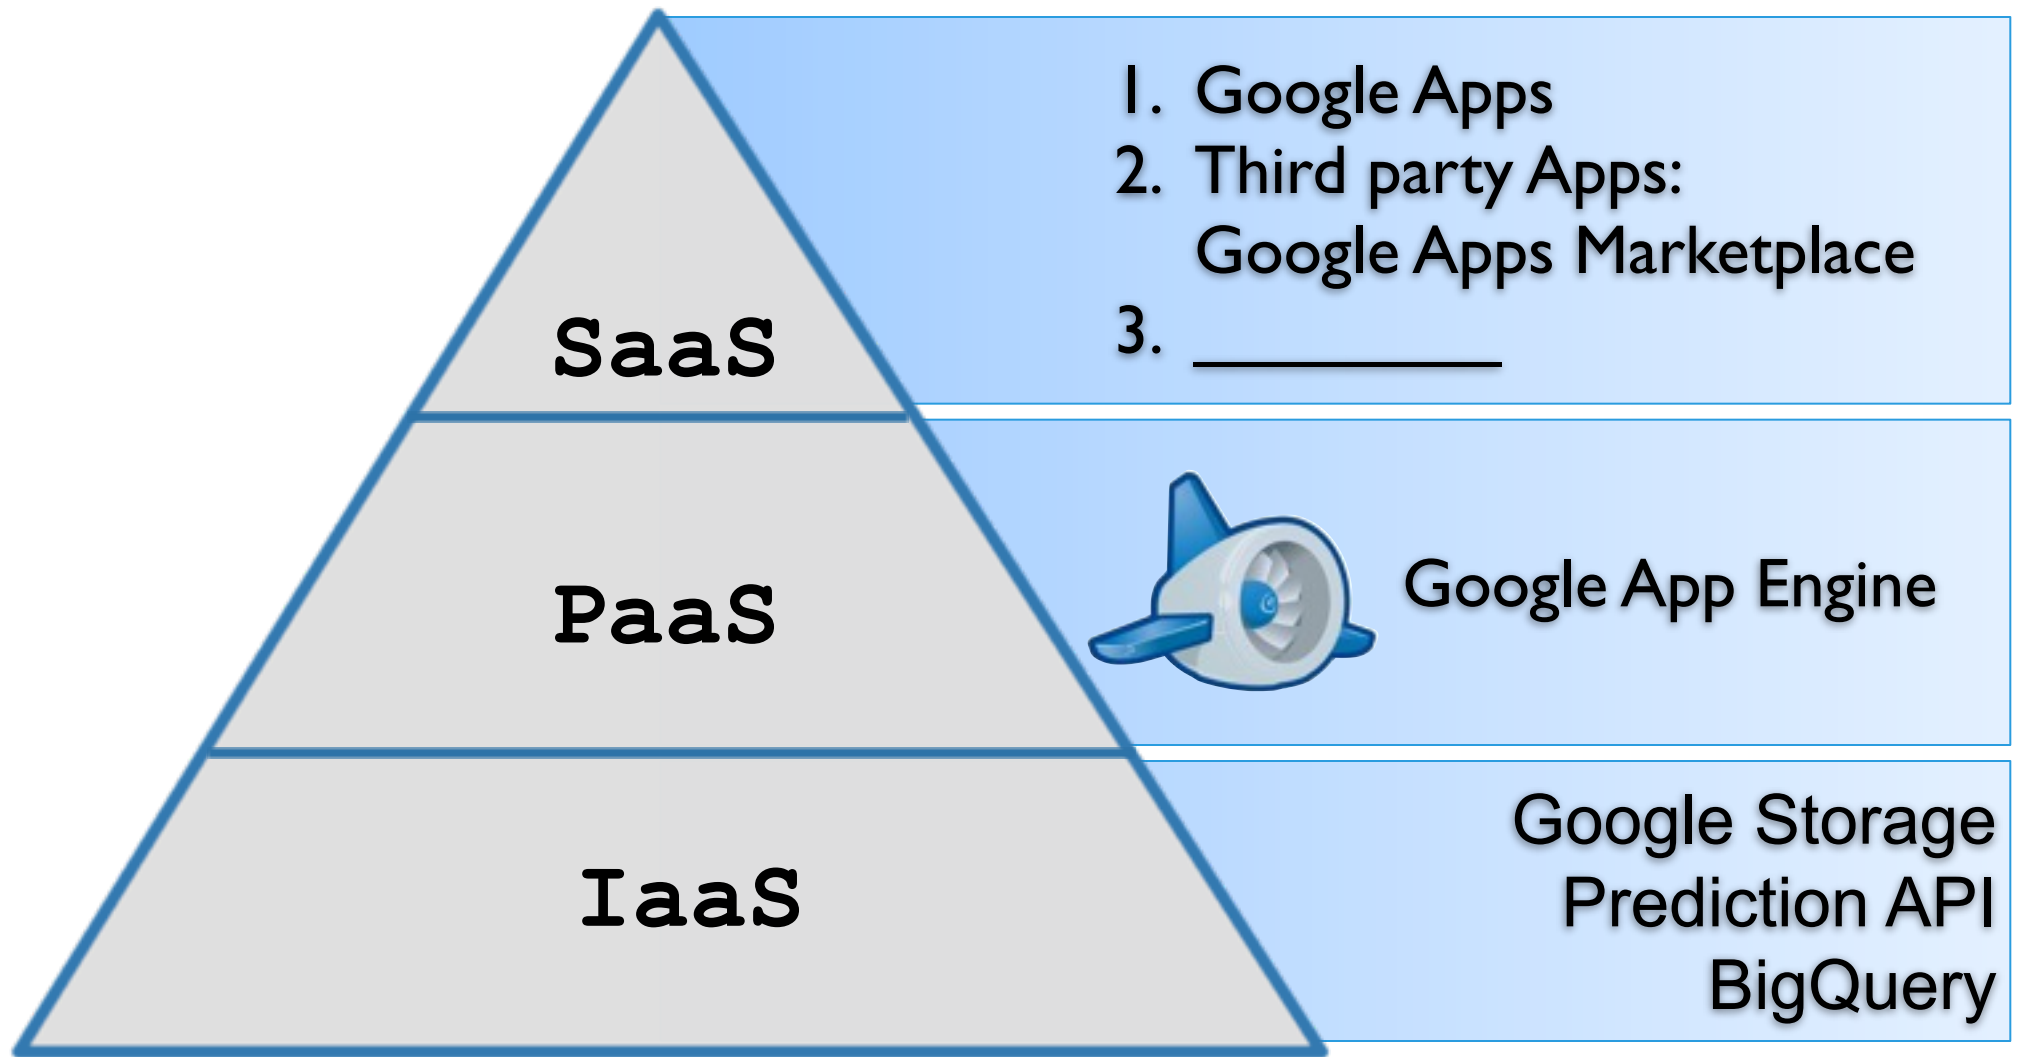 1. Google Apps
2. Third party Apps:
Google Apps Marketplace
3. _________
SaaS
PaaS
Google App Engine
IaaS
Google Storage
Prediction API
BigQuery